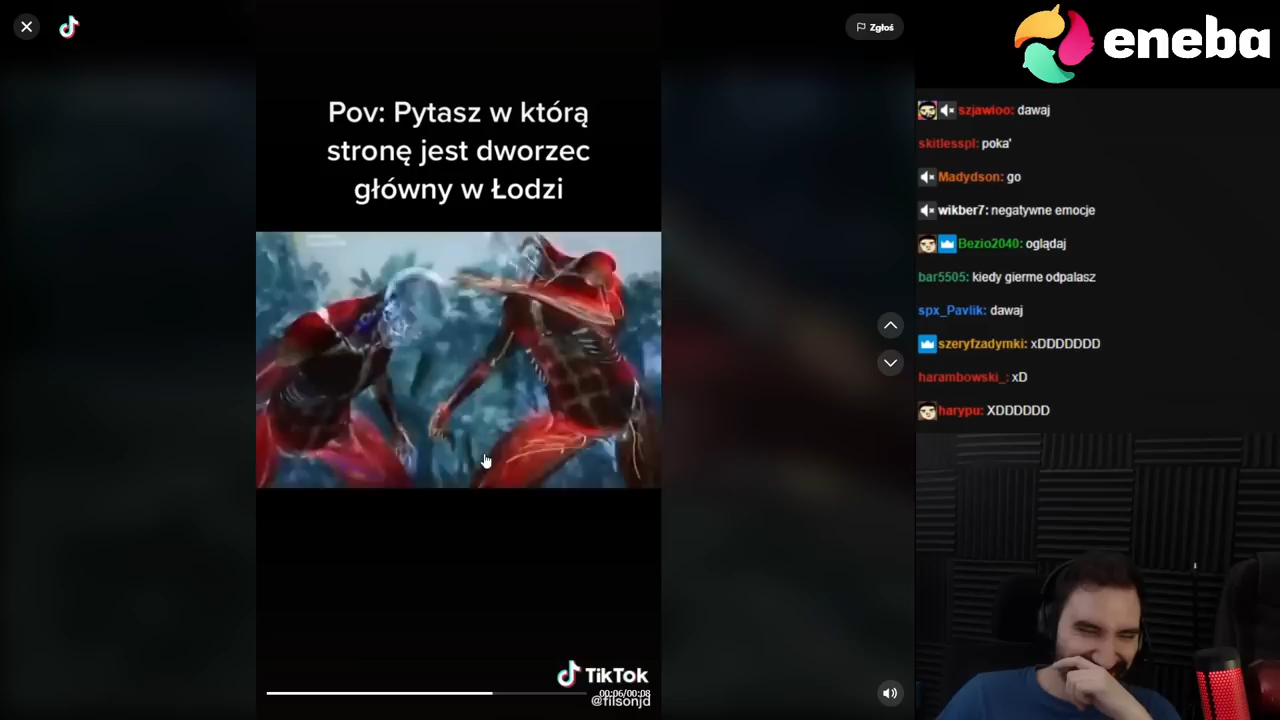 Zgłoś
eneba
Pov: Pytasz w którą
stronę jest dworzec
główny w Łodzi
szjawioo: dawaj
skitlesspl: poka'
Madydson: go
wikber7: negatywne emocje
Bezio2040: oglądaj
bar5505: kiedy gierme odpalasz
spx_Pavlik: dawaj
szeryfzadymki: xDDDDDDD
harambowski_: xD
harypu: XDDDDDD
TikTok
00:06/00:08
@filsonjd